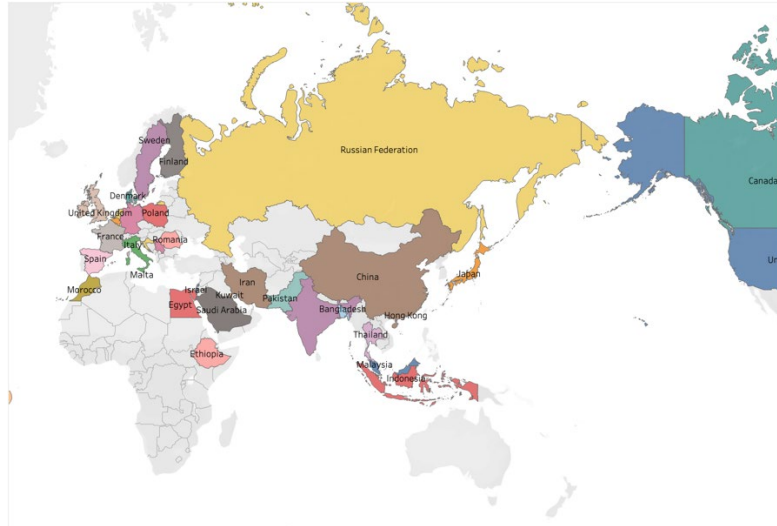 Sweden
Finland
Russian Federation
Canada
Denmark
United Kingdom
Poland
France
Italy
Romania
Spain
Malta
Morocco
Israel
Iran
China
Japan
Un
Kuwait
Pakistan
Egypt
Saudi Arabia
Bangladesh
Hong Kong
Thailand
Ethiopia
Malaysia
Indonesia